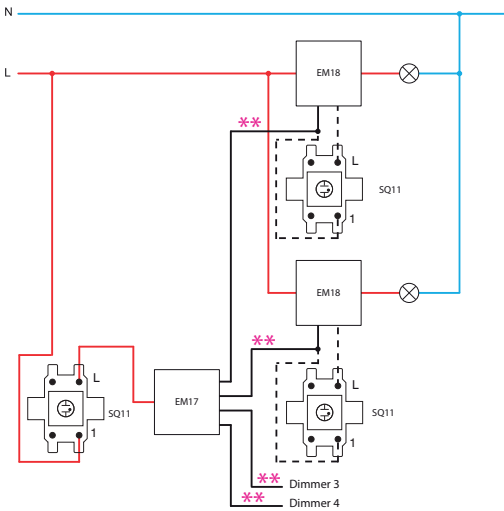 N
L
EM18
**
L
SQ11
1
EM18
**
L
SQ11
1
L
SQ11
1
EM17
**
Dimmer 3
**
Dimmer 4